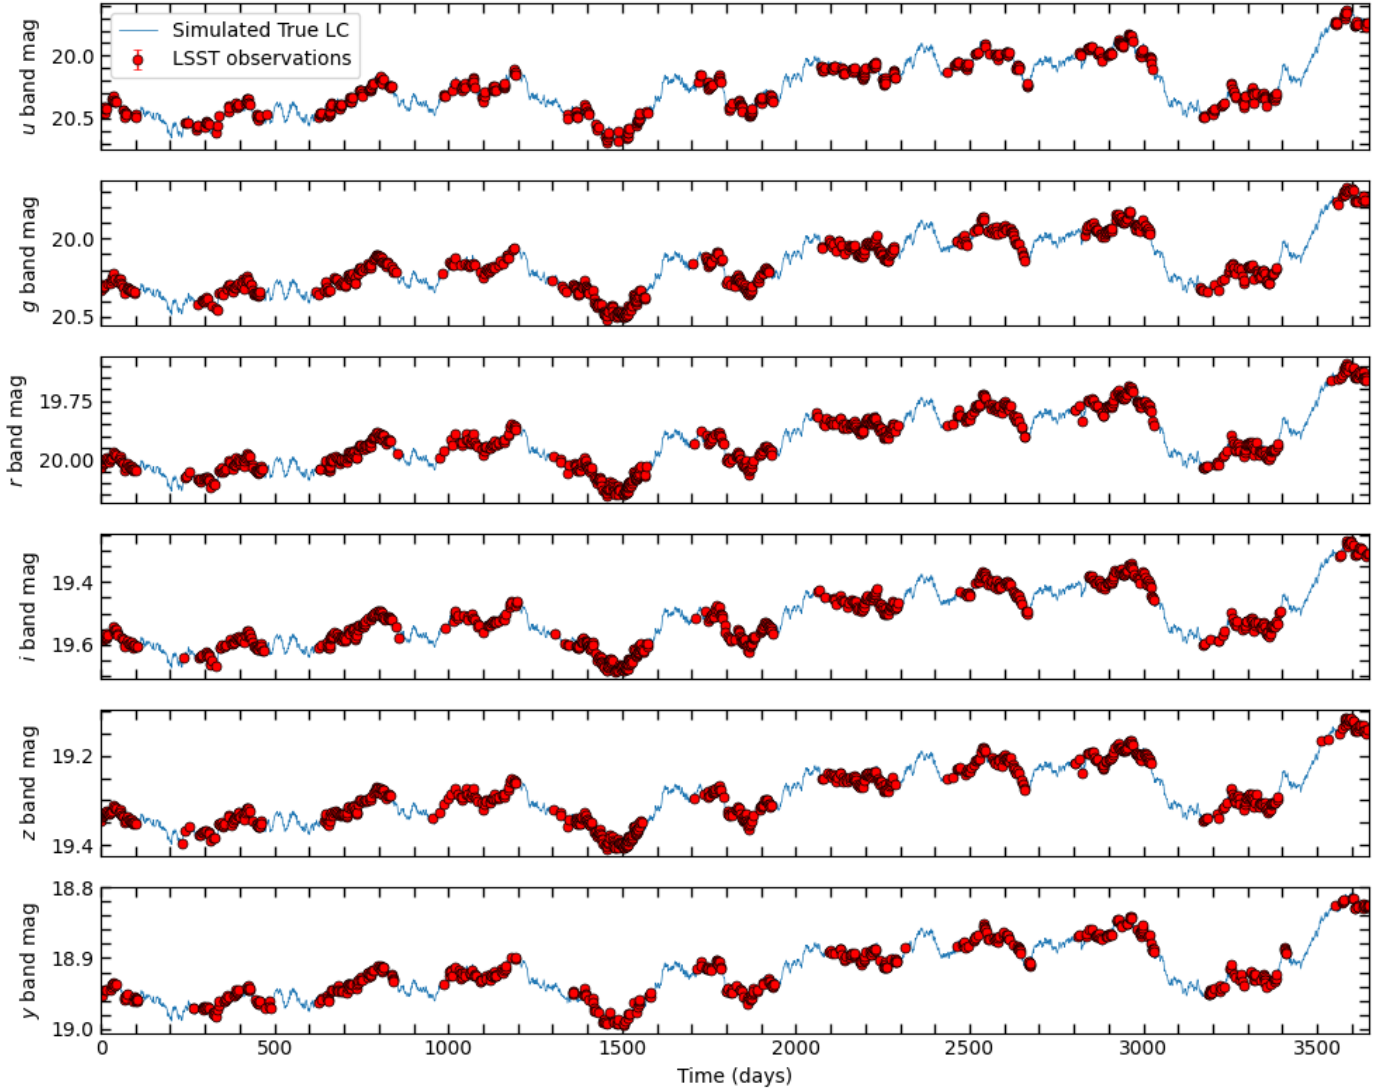 Simulated True LC
LSST observations
u band mag
20.0
20.5
g band mag
20.0
20.5
r band mag
19.75
20.00
i band mag
19.4
19.6
z band mag
19.2
19.4
y band mag
18.8
18.9
19.0
0 500 1000 1500 2000 2500 3000 3500
Time (days)